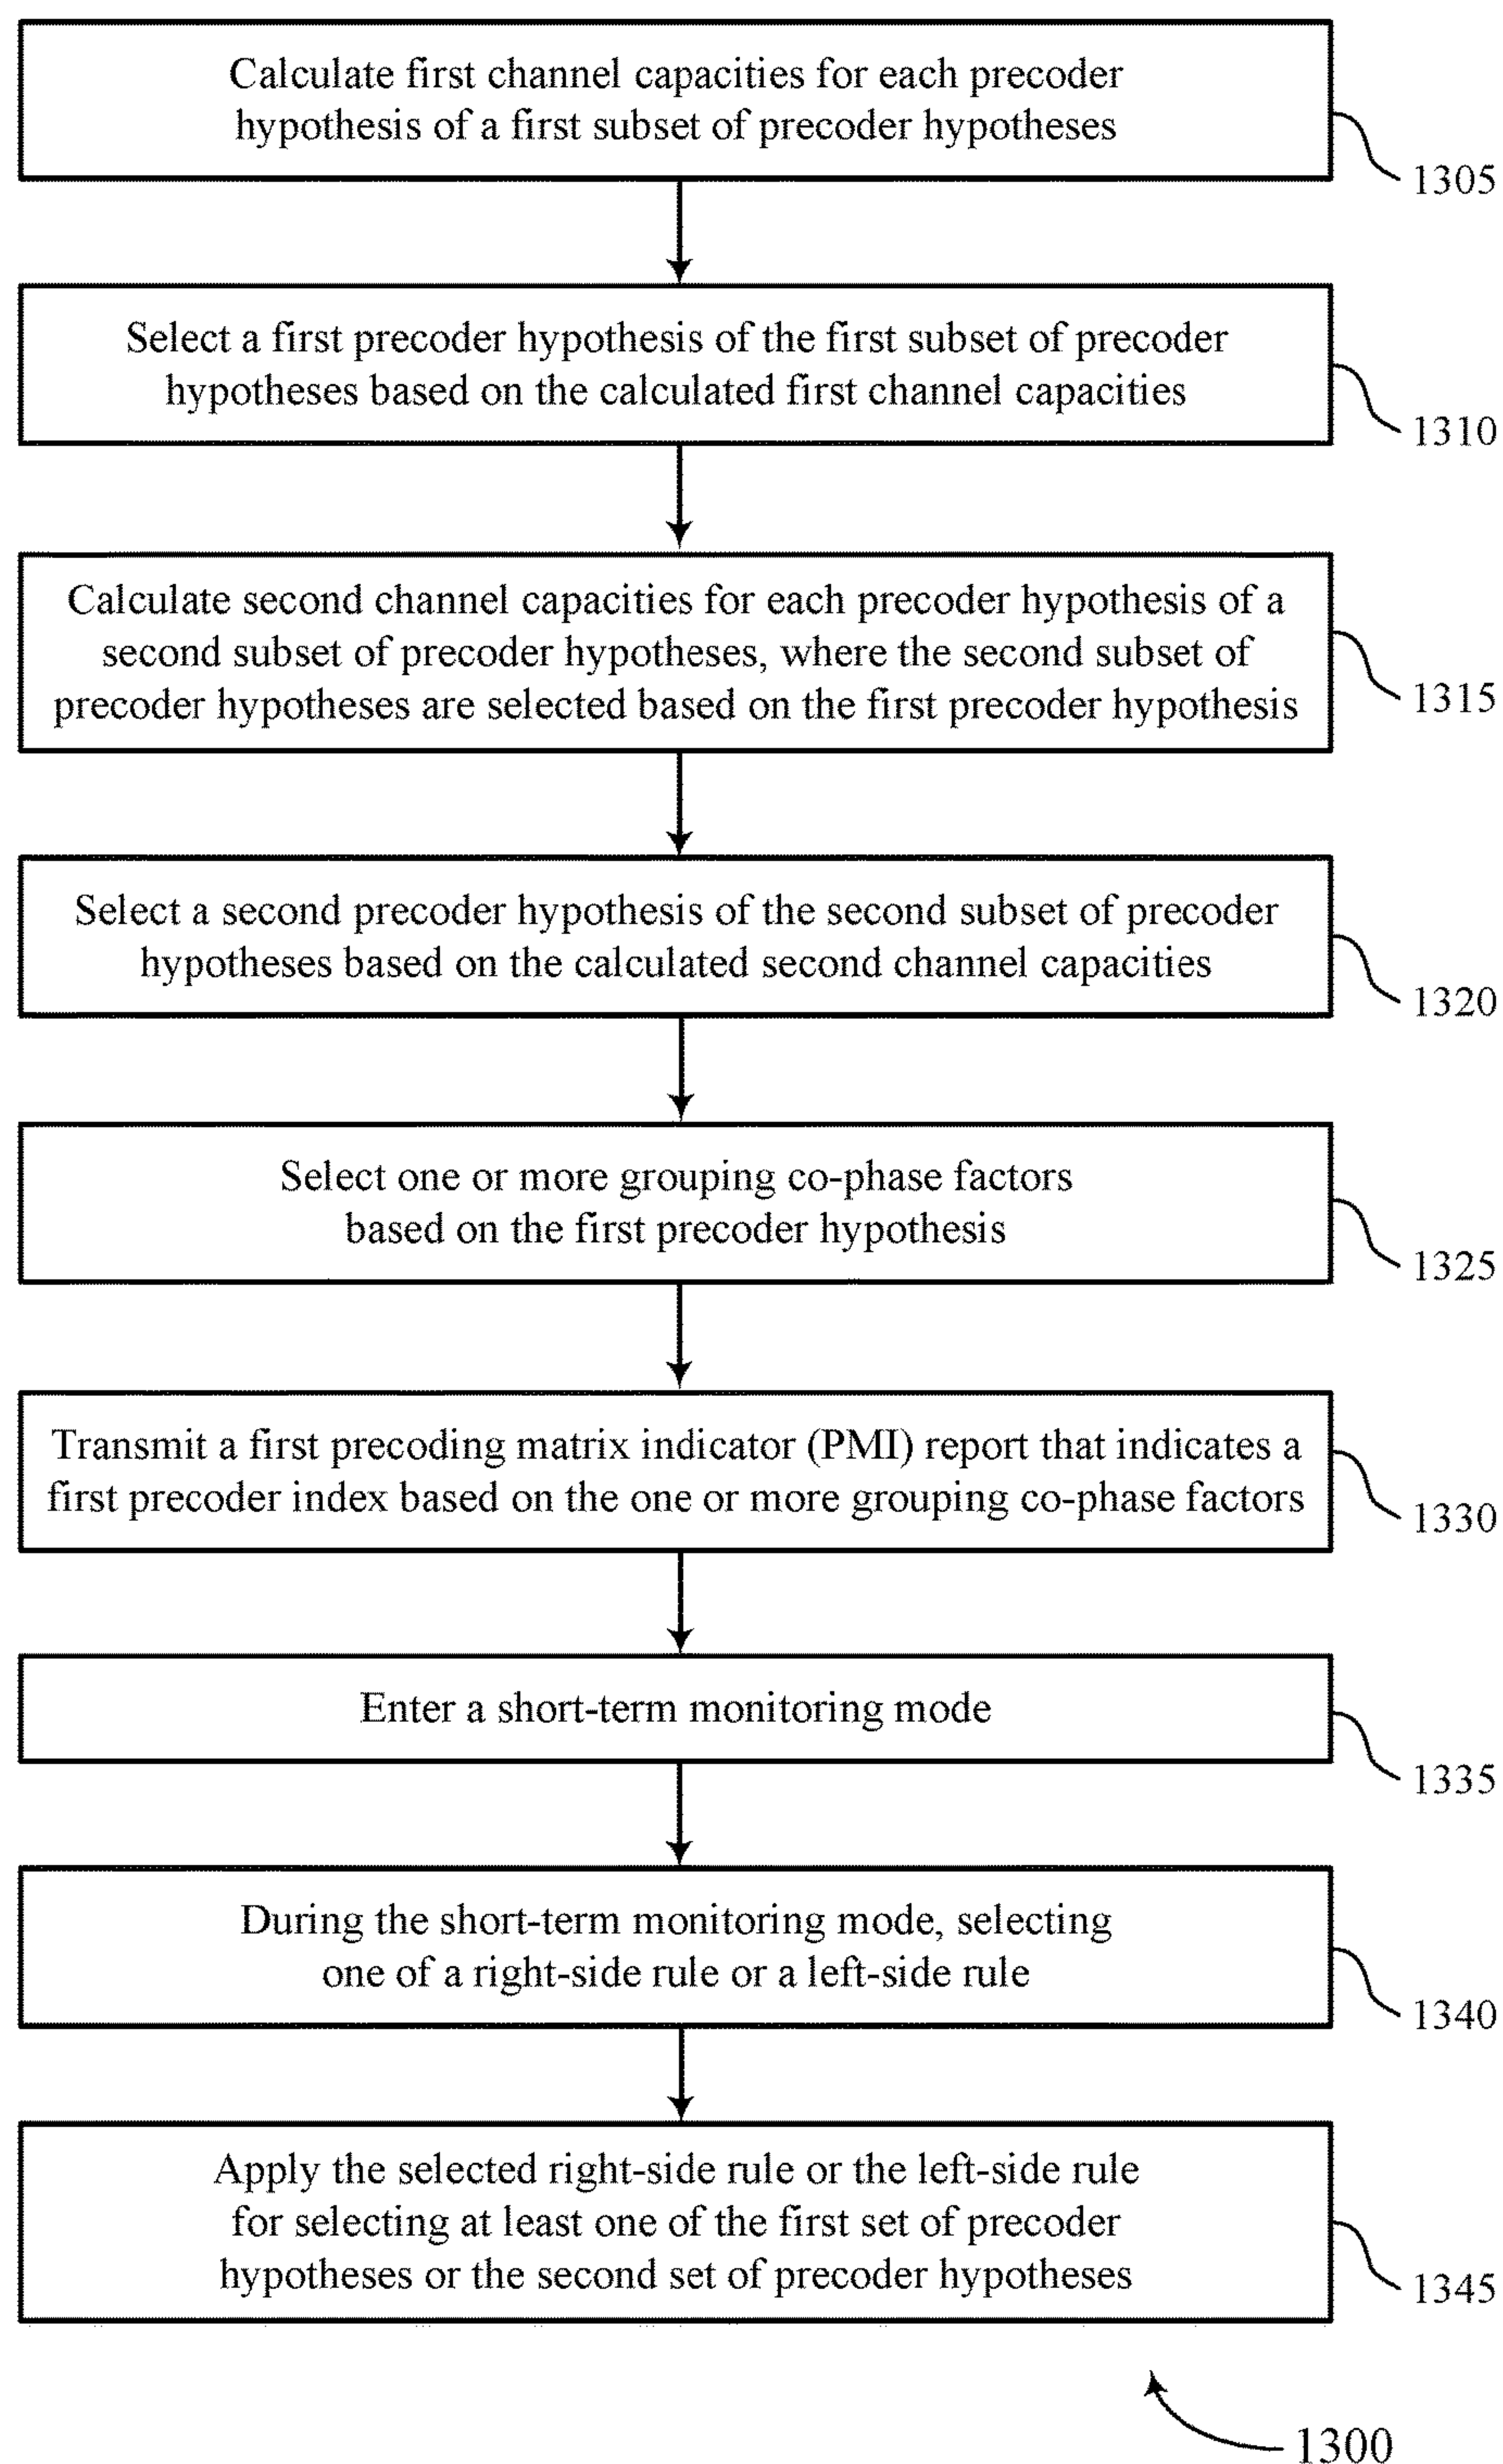 Calculate first channel capacities for each precoder
hypothesis of a first subset of precoder hypotheses
1305
Select a first precoder hypothesis of the first subset of precoder
hypotheses based on the calculated first channel capacities
1310
Calculate second channel capacities for each precoder hypothesis of a
second subset of precoder hypotheses, where the second subset of
precoder hypotheses are selected based on the first precoder hypothesis
1315
Select a second precoder hypothesis of the second subset of precoder
hypotheses based on the calculated second channel capacities
1320
Select one or more grouping co-phase factors
based on the first precoder hypothesis
1325
Transmit a first precoding matrix indicator (PMI) report that indicates a
first precoder index based on the one or more grouping co-phase factors
1330
Enter a short-term monitoring mode
1335
During the short-term monitoring mode, selecting
one of a right-side rule or a left-side rule
1340
Apply the selected right-side rule or the left-side rule
for selecting at least one of the first set of precoder
hypotheses or the second set of precoder hypotheses
1345
1300